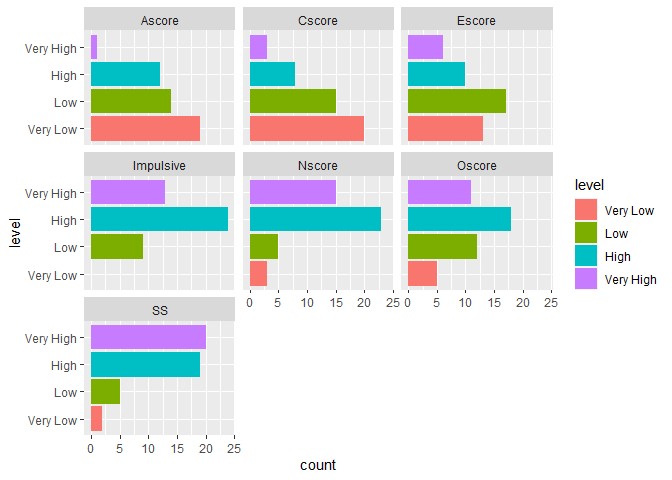 Ascore Cscore Escore
Very High
High
Low
Very Low
Impulsive Nscore Oscore
Very High
High
Low
Very Low
0 5 10 15 20 25 0 5 10 15 20 25
SS
Very High
High
Low
Very Low
0 5 10 15 20 25
count
level
level
Very Low
Low
High
Very High